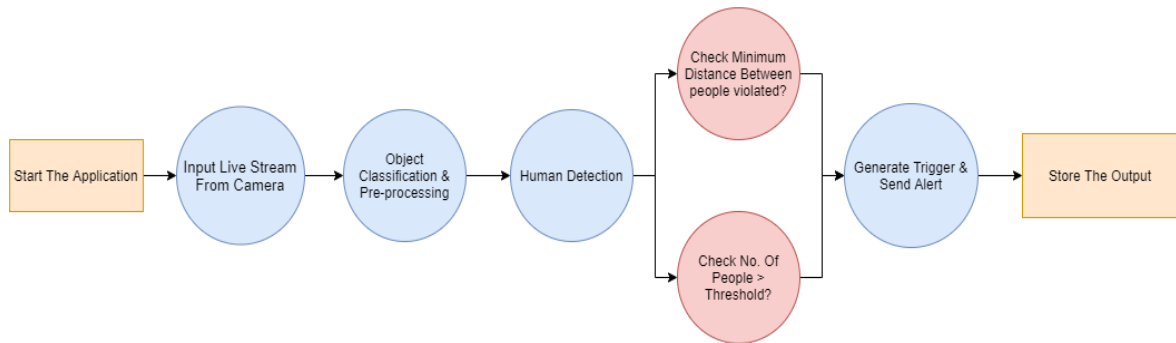 Start The Application
Input Live Stream
From Camera
Object
Classification &
Pre-processing
Human Detection
Check Minimum
Distance Between
people violated?
Check No. Of
People >
Threshold?
Generate Trigger &
Send Alert
Store The Output